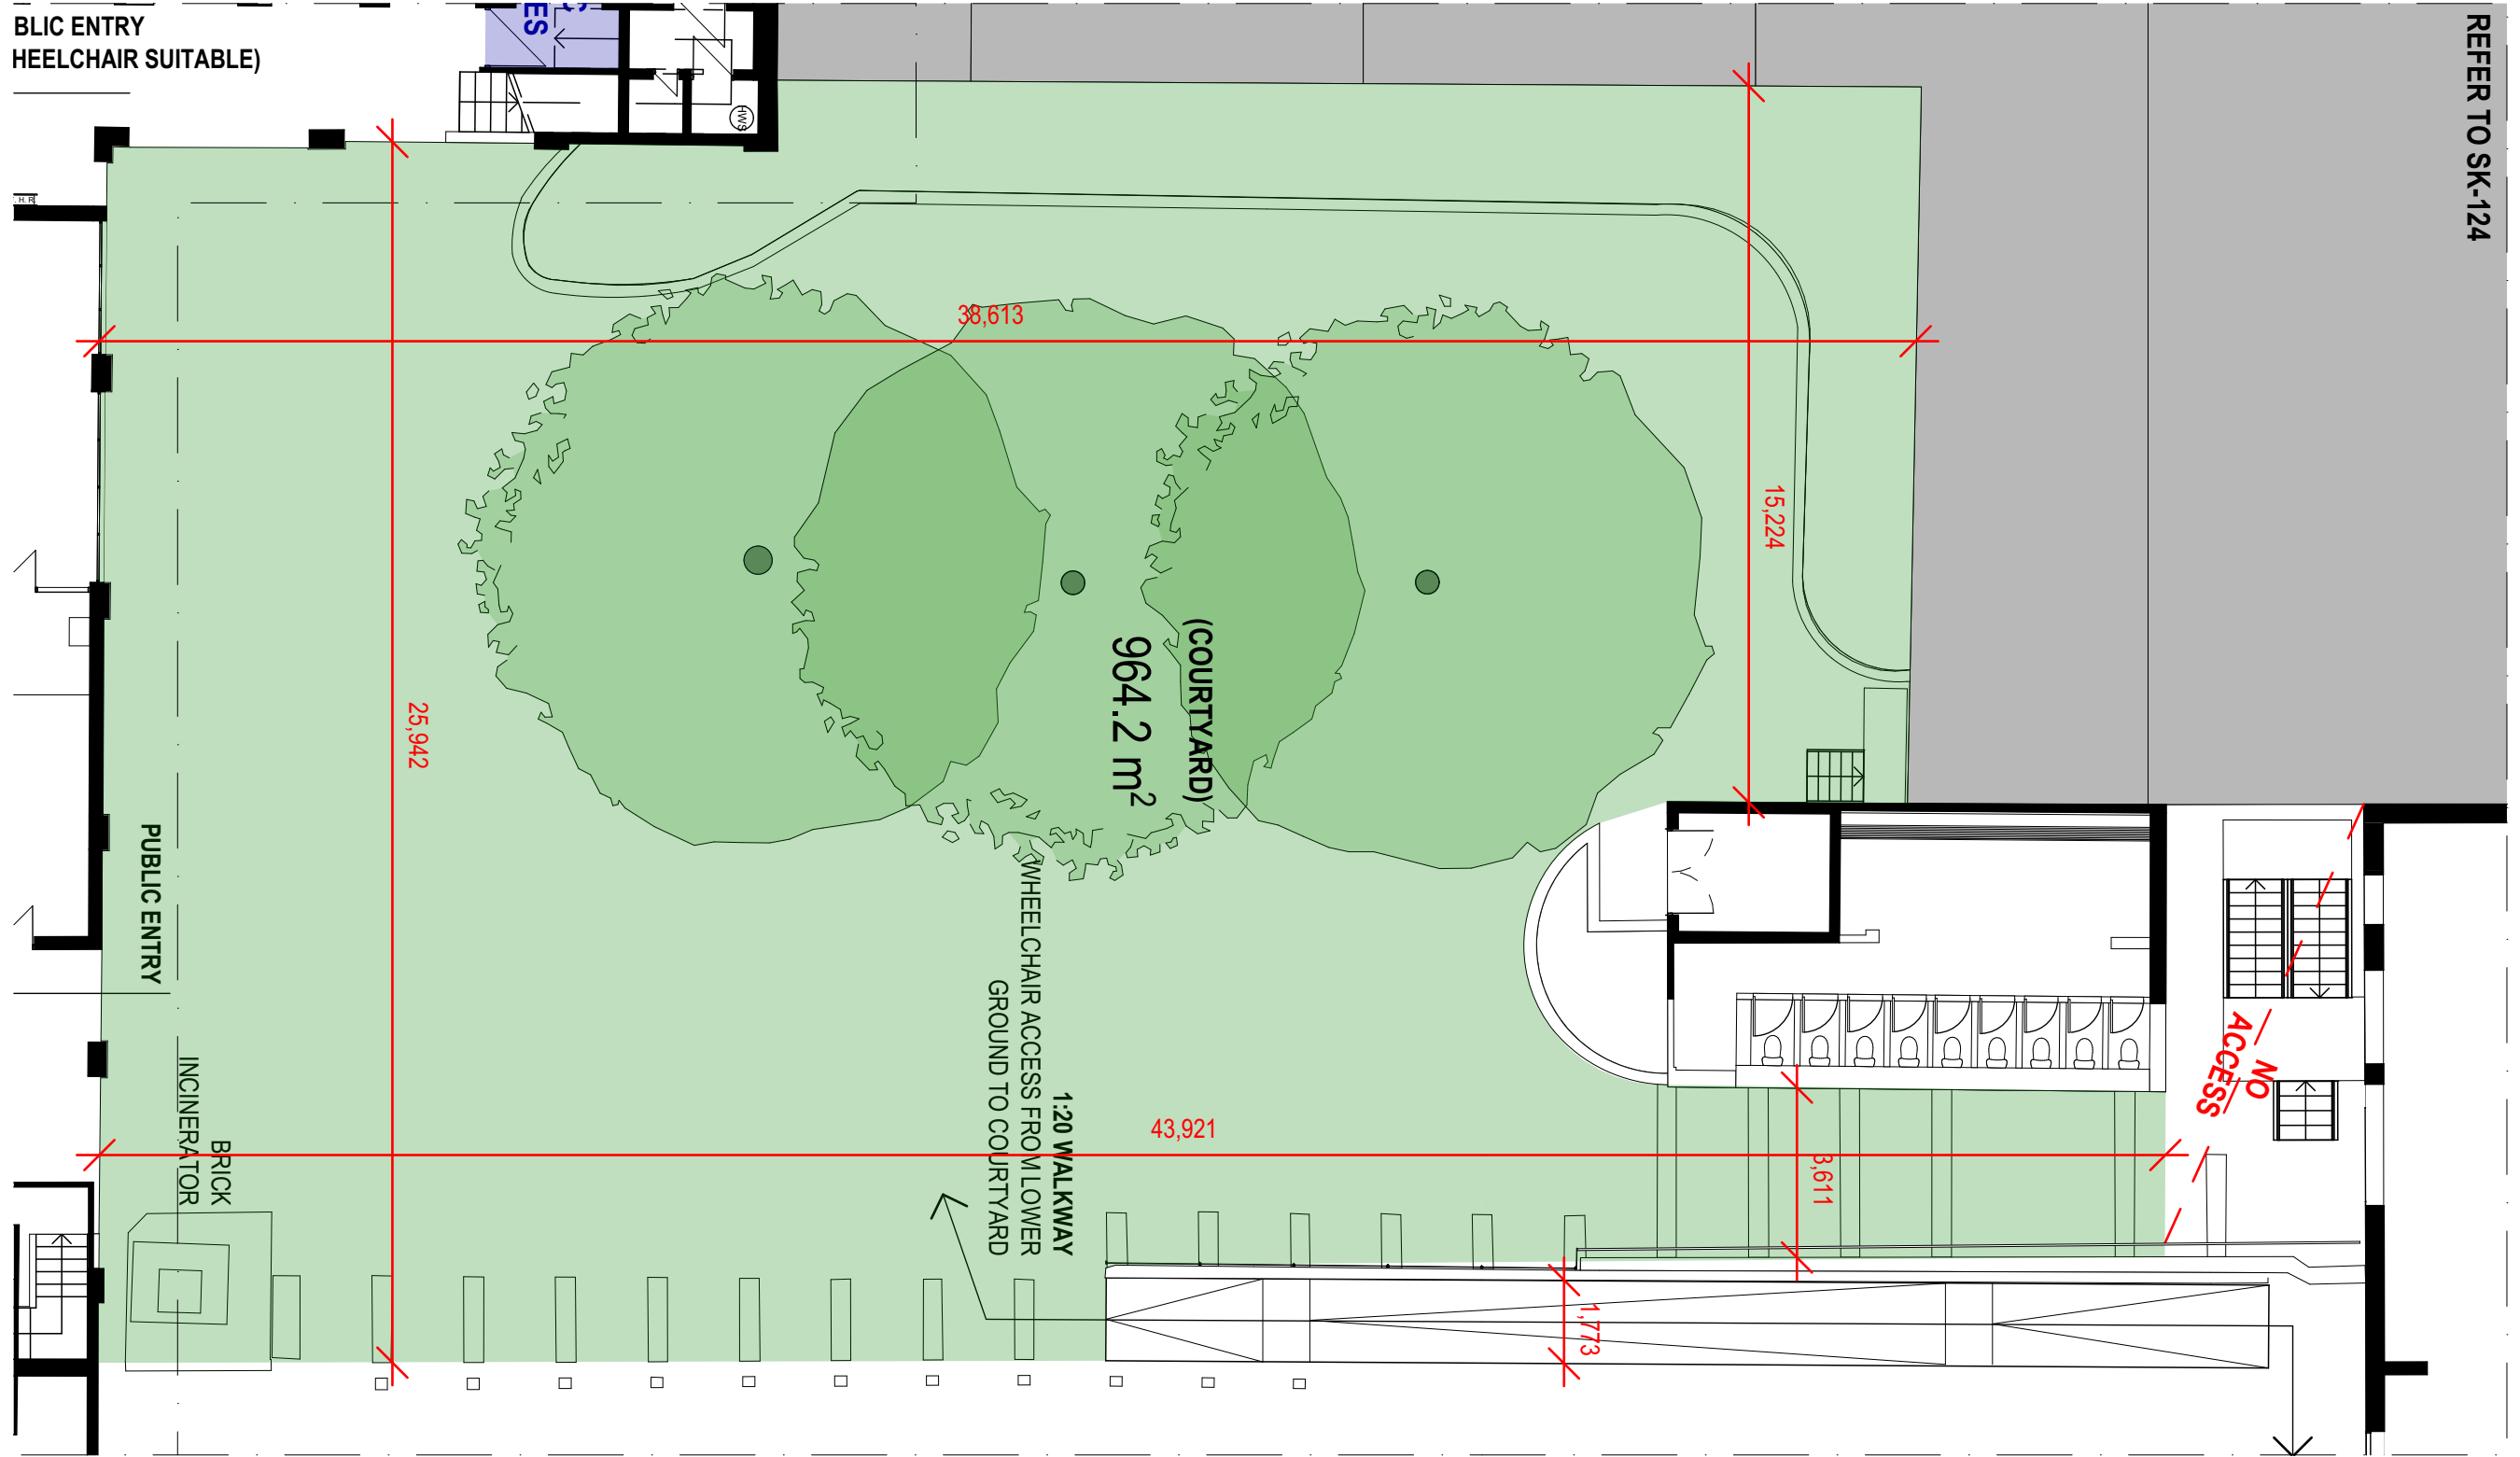 BLIC ENTRY
HEELCHAIR SUITABLE)
ES
HWS
REFER TO SK-124
T.H.R
38,613
15,224
(COURTYARD)
964.2 m²
25,942
PUBLIC ENTRY
1:20 WALKWAY
WHEELCHAIR ACCESS FROM LOWER
GROUND TO COURTYARD
BRICK
INCINERATOR
43,921
3,611
1,773
NO
ACCESS